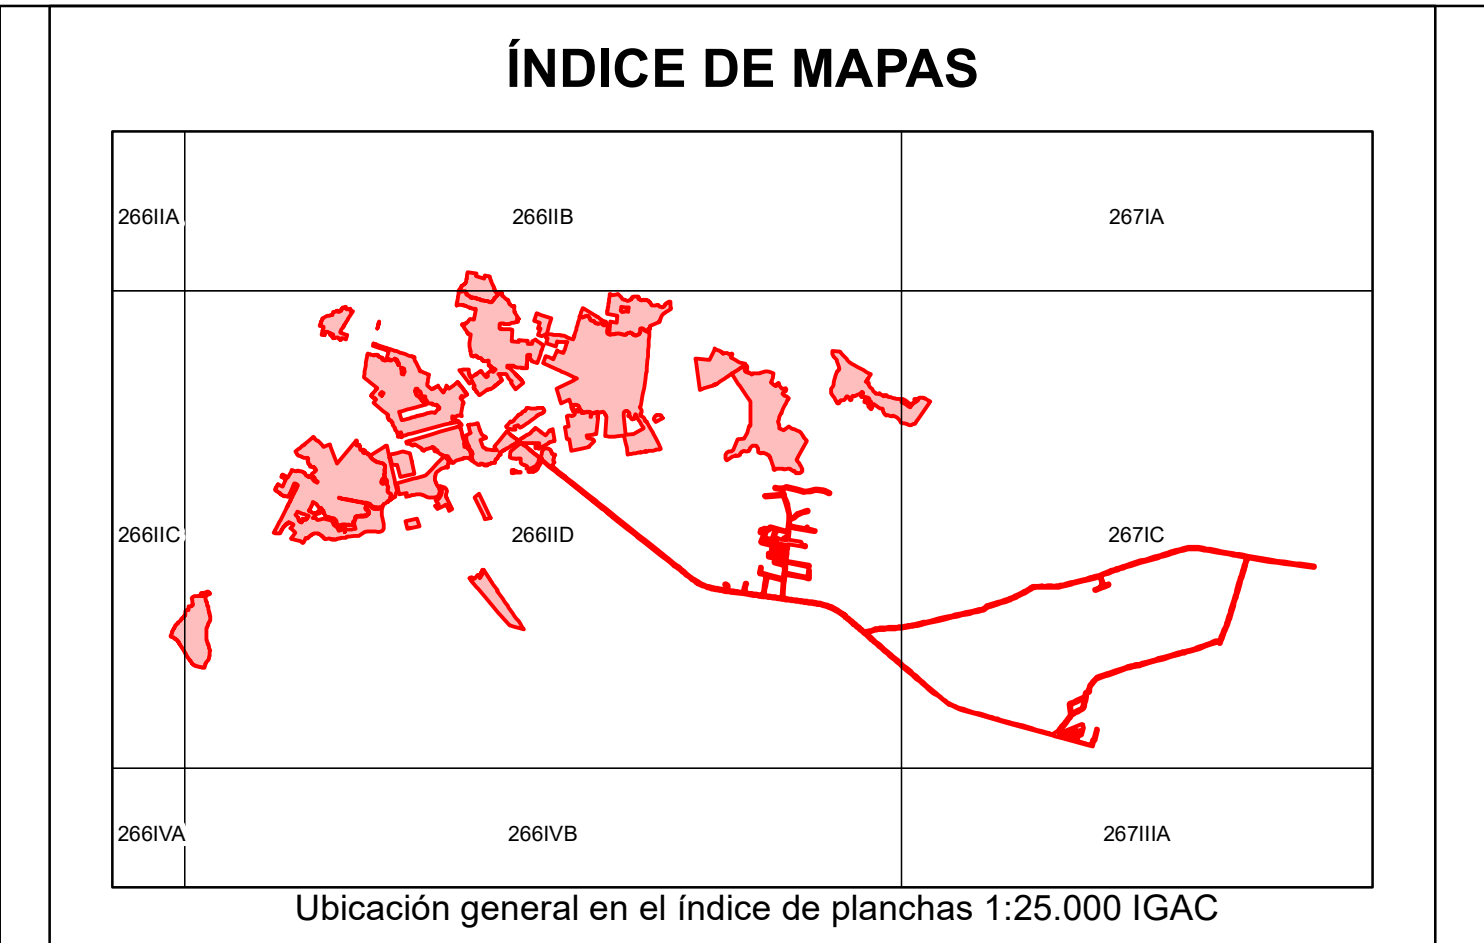 ÍNDICE DE MAPAS
266IIA 266IIB 267IA
266IIC 266IID 267IC
266IVA 266IVB 267IIIA
Ubicación general en el índice de planchas 1:25.000 IGAC